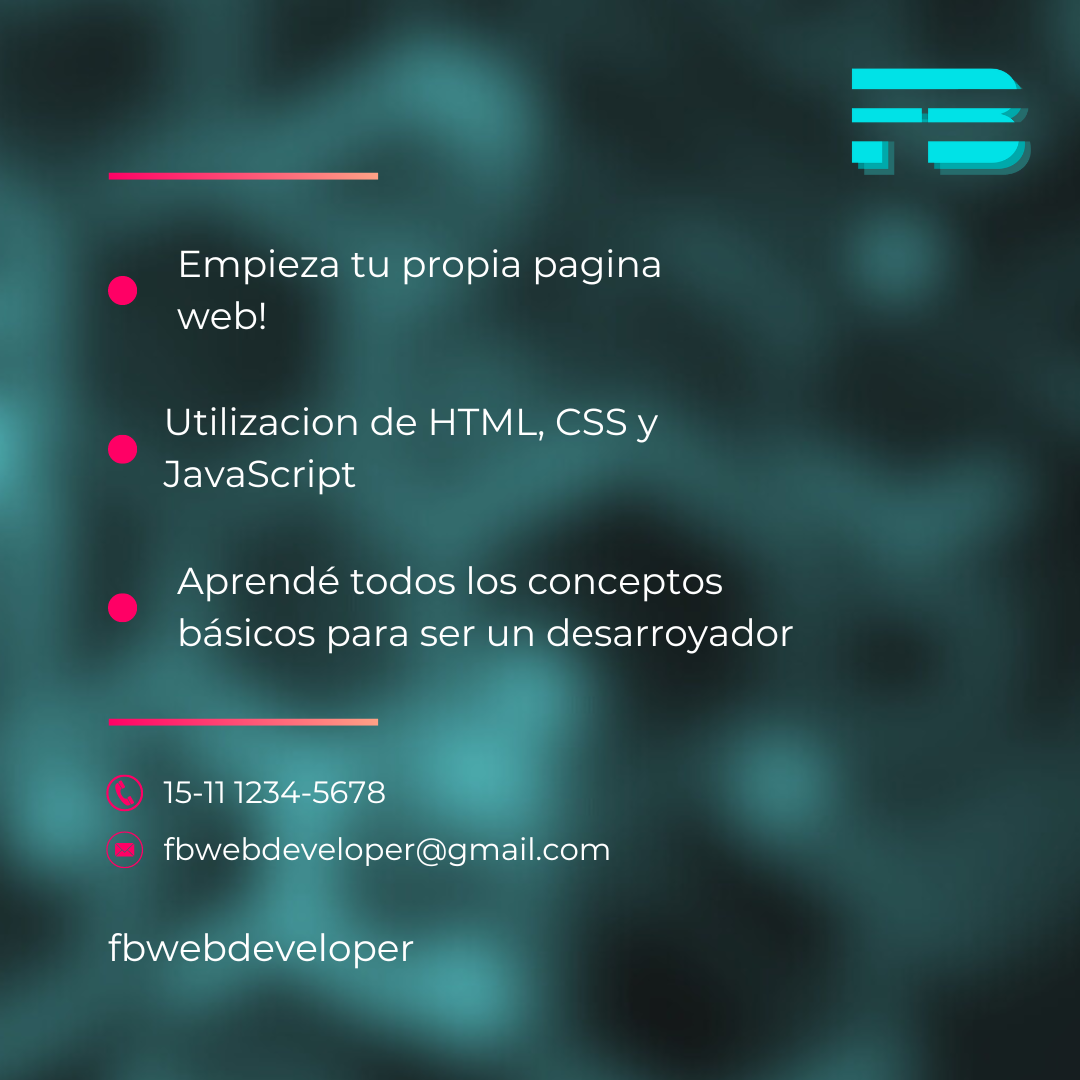 FB
Empieza tu propia pagina
web!
Utilizacion de HTML, CSS y
JavaScript
Aprendé todos los conceptos
básicos para ser un desarroyador
15-11 1234-5678
fbwebdeveloper@gmail.com
fbwebdeveloper